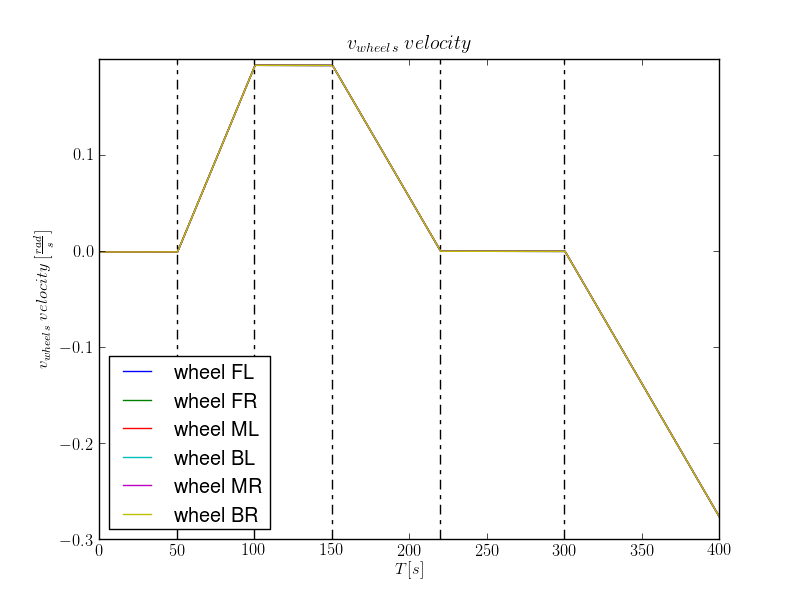 v_wheels velocity
0.1
0.0
−0.1
−0.2
−0.3
v_wheels velocity [rad/s]
wheel FL
wheel FR
wheel ML
wheel BL
wheel MR
wheel BR
0 50 100 150 200 250 300 350 400
T[s]